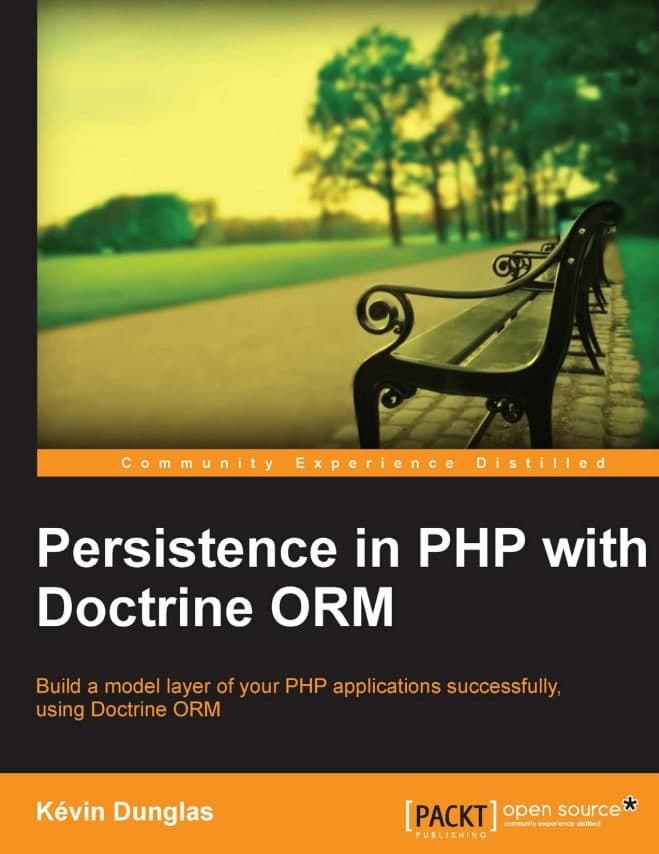 Community Experience Distilled
Persistence in PHP with
Doctrine ORM
Build a model layer of your PHP applications successfully,
using Doctrine ORM
Kévin Dunglas
[PACKT] open source*
PUBLISHING community experience distilled